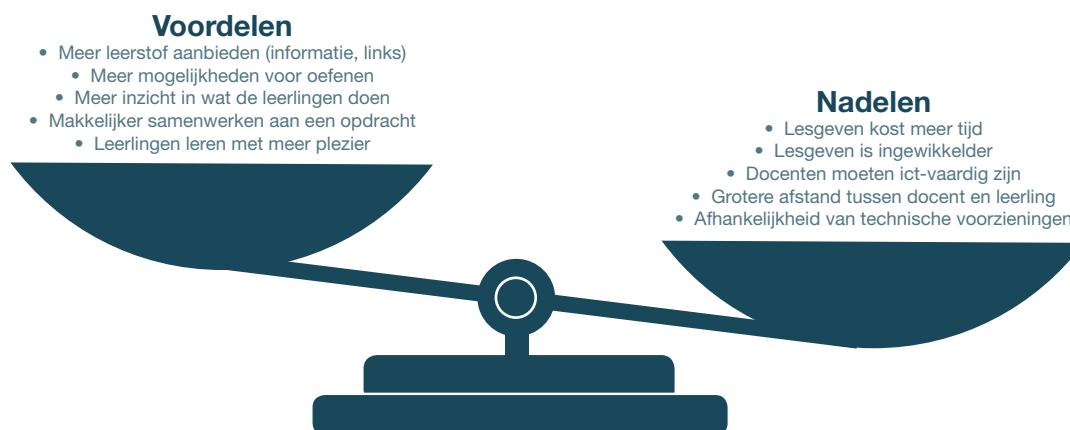 Voordelen
• Meer leerstof aanbieden (informatie, links)
• Meer mogelijkheden voor oefenen
• Meer inzicht in wat de leerlingen doen
• Makkelijker samenwerken aan een opdracht
• Leerlingen leren met meer plezier
Nadelen
• Lesgeven kost meer tijd
• Lesgeven is ingewikkelder
• Docenten moeten ict-vaardig zijn
• Grotere afstand tussen docent en leerling
• Afhankelijkheid van technische voorzieningen